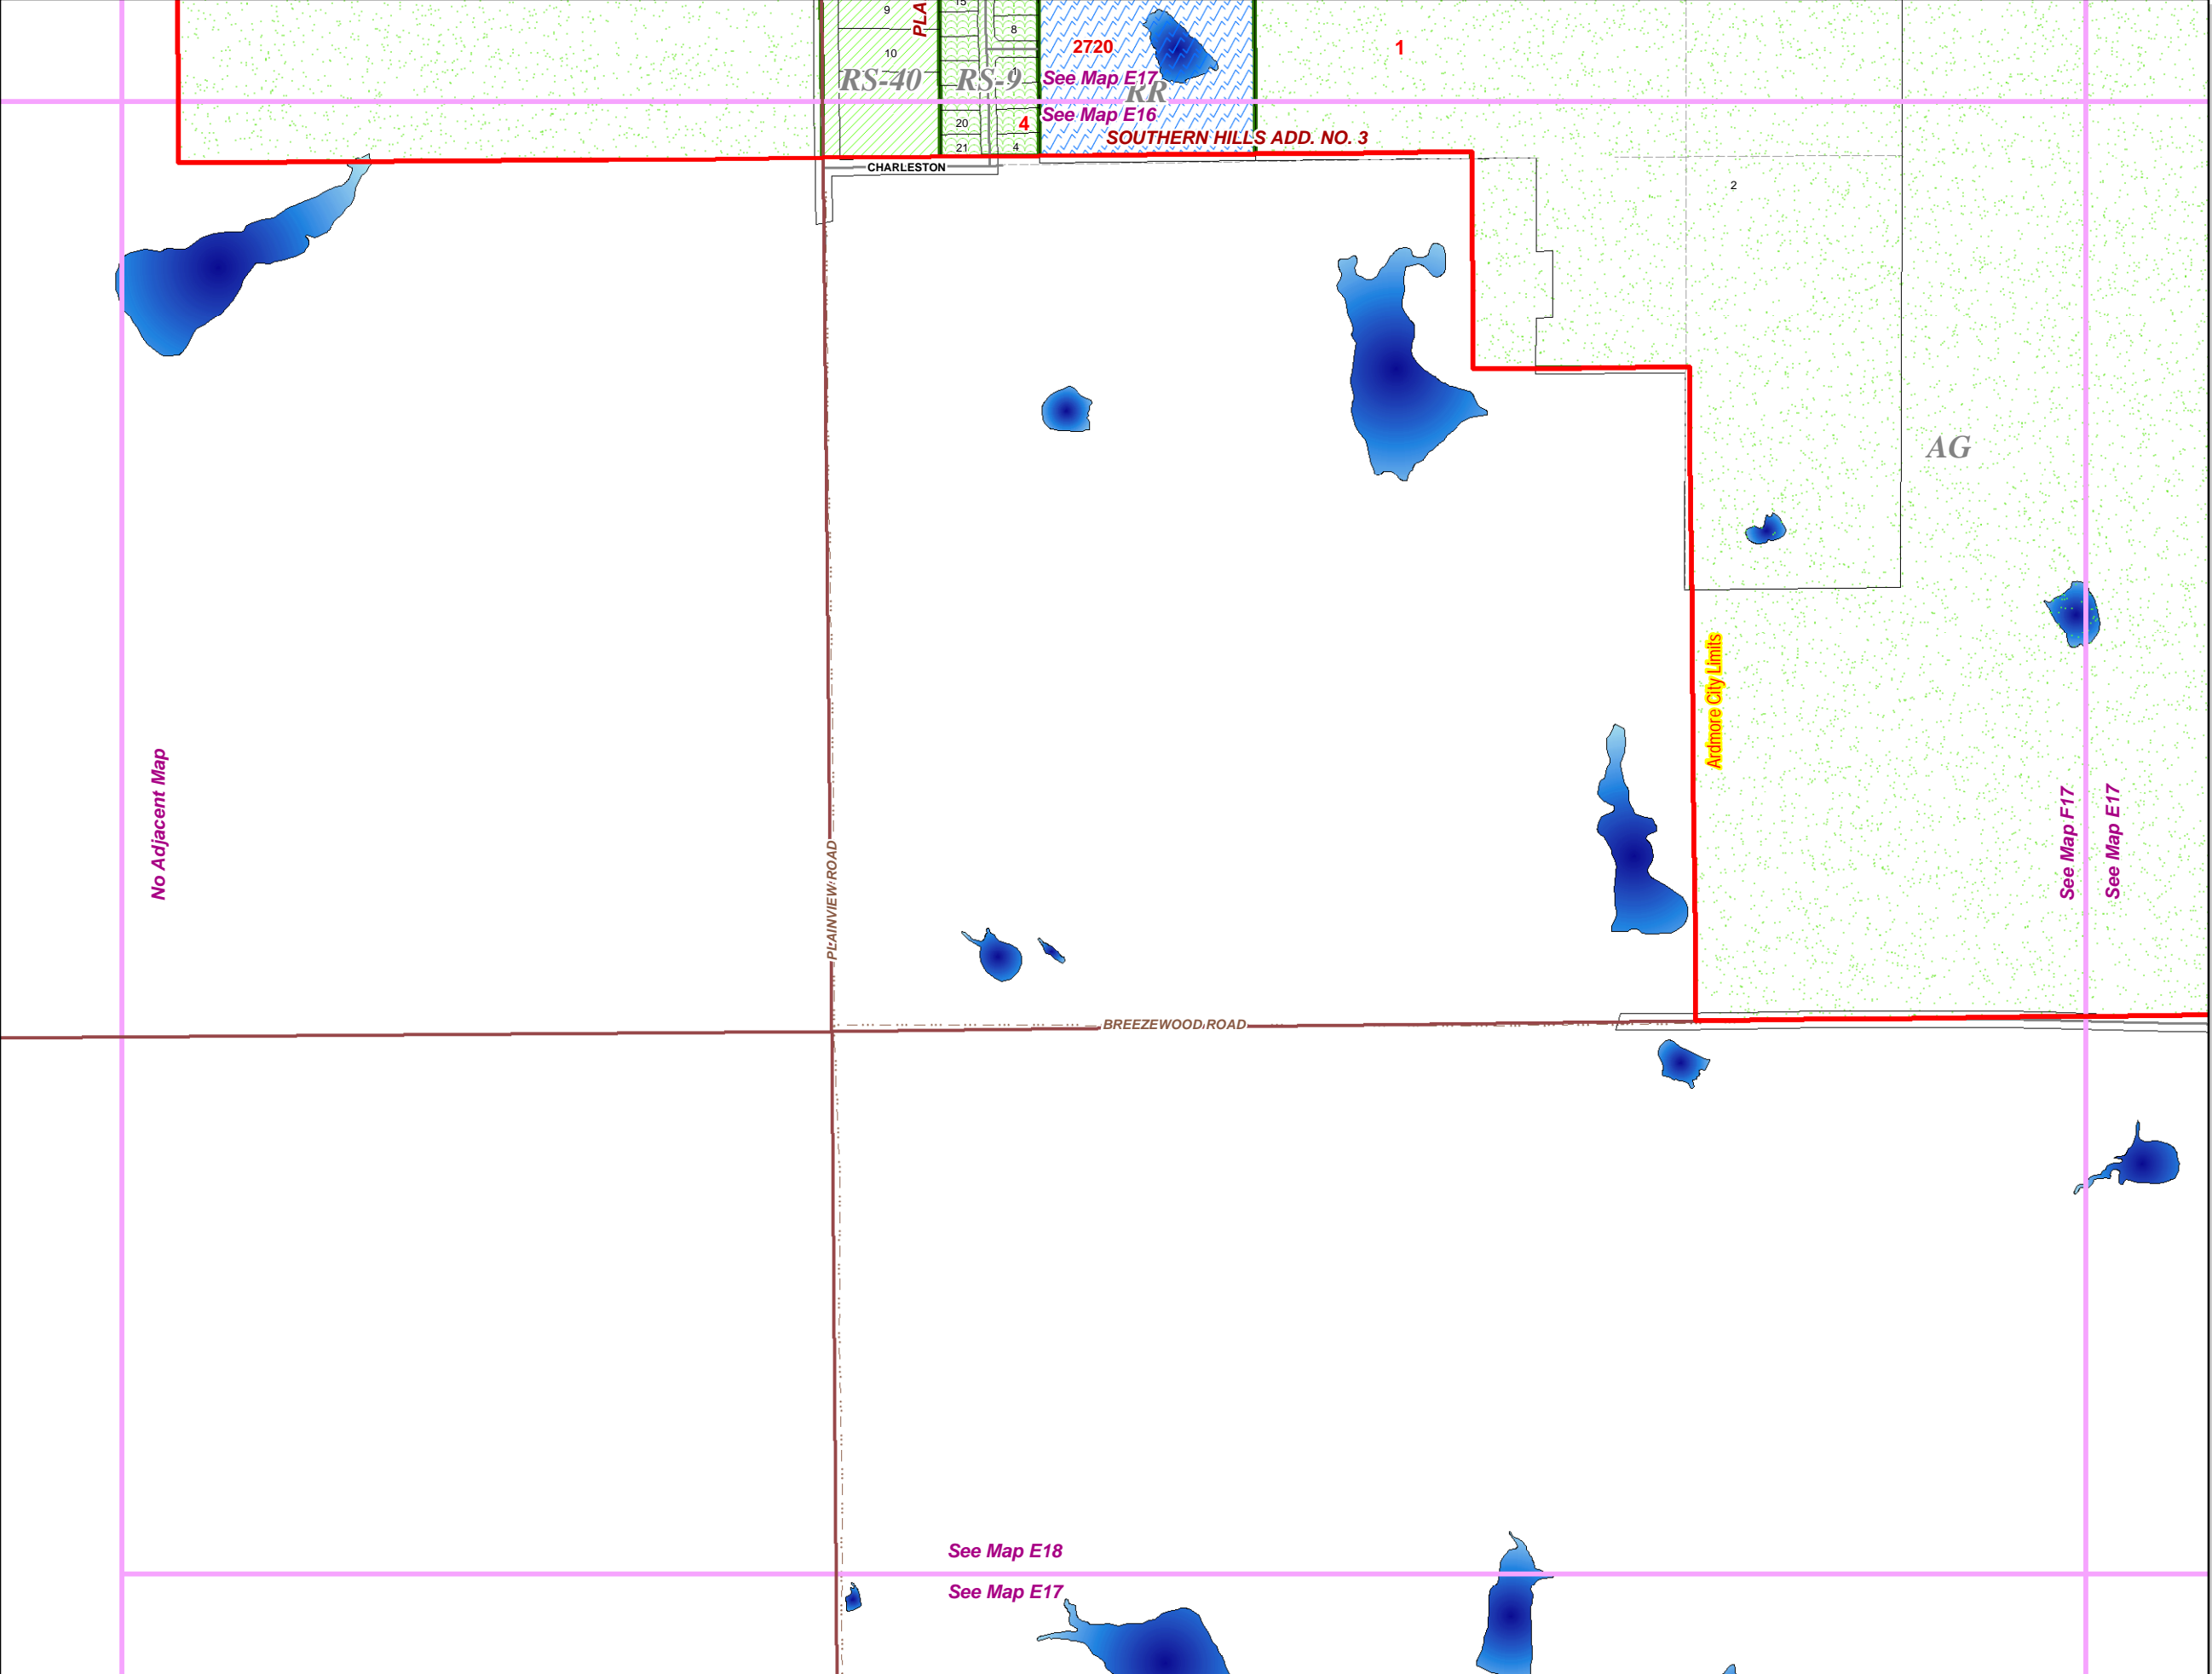 15
9
PLA
8
2720
1
10
RS-40
RS-9
1
See Map E17
RR
See Map E16
20
4
SOUTHERN HILLS ADD. NO. 3
21
4
CHARLESTON
2
AG
Ardmore City Limits
No Adjacent Map
See Map F17
See Map E17
PLAINVIEW ROAD
BREEZEWOOD ROAD
See Map E18
See Map E17